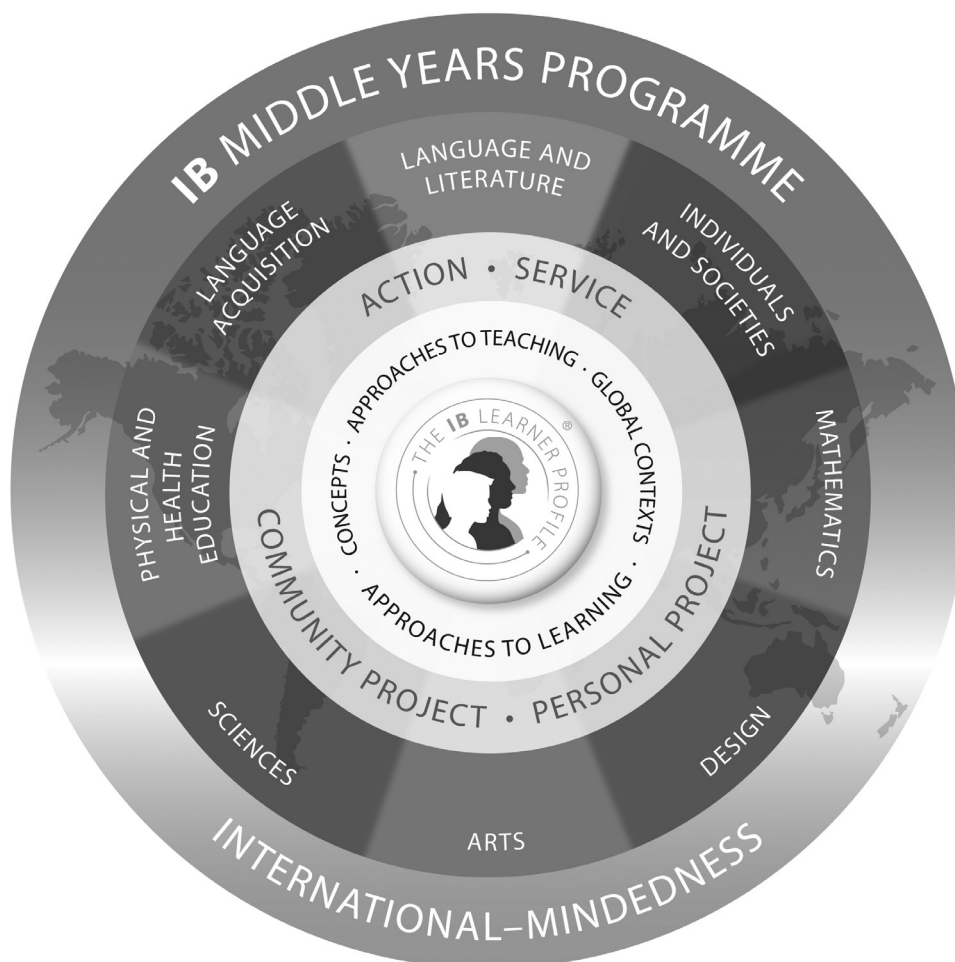 IB MIDDLE YEARS PROGRAMME
LANGUAGE AND
LITERATURE
INDIVIDUALS
AND SOCIETIES
MATHEMATICS
DESIGN
ARTS
SCIENCES
PHYSICAL AND
HEALTH
EDUCATION
LANGUAGE
ACQUISITION
ACTION · SERVICE
COMMUNITY PROJECT · PERSONAL PROJECT
CONCEPTS · APPROACHES TO TEACHING · GLOBAL CONTEXTS
· APPROACHES TO LEARNING ·
· THE IB LEARNER PROFILE ·
®
INTERNATIONAL–MINDEDNESS